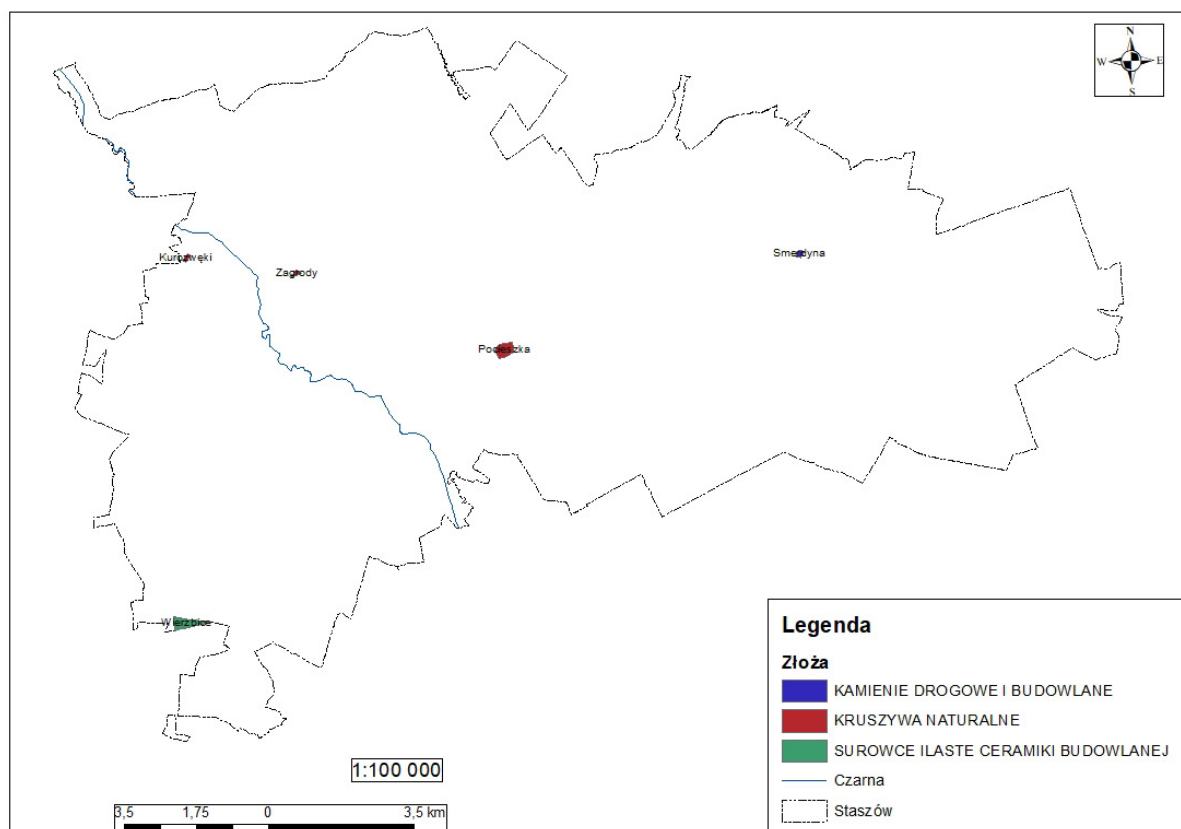 N
W E
S
Kurozwęki
Zagrody
Smerdyna
Pocieszka
Wierzbice
Legenda
Złoża
KAMIENIE DROGOWE I BUDOWLANE
KRUSZYWA NATURALNE
SUROWCE ILASTE CERAMIKI BUDOWLANEJ
Czarna
Staszów
1:100 000
3,5 1,75 0 3,5 km